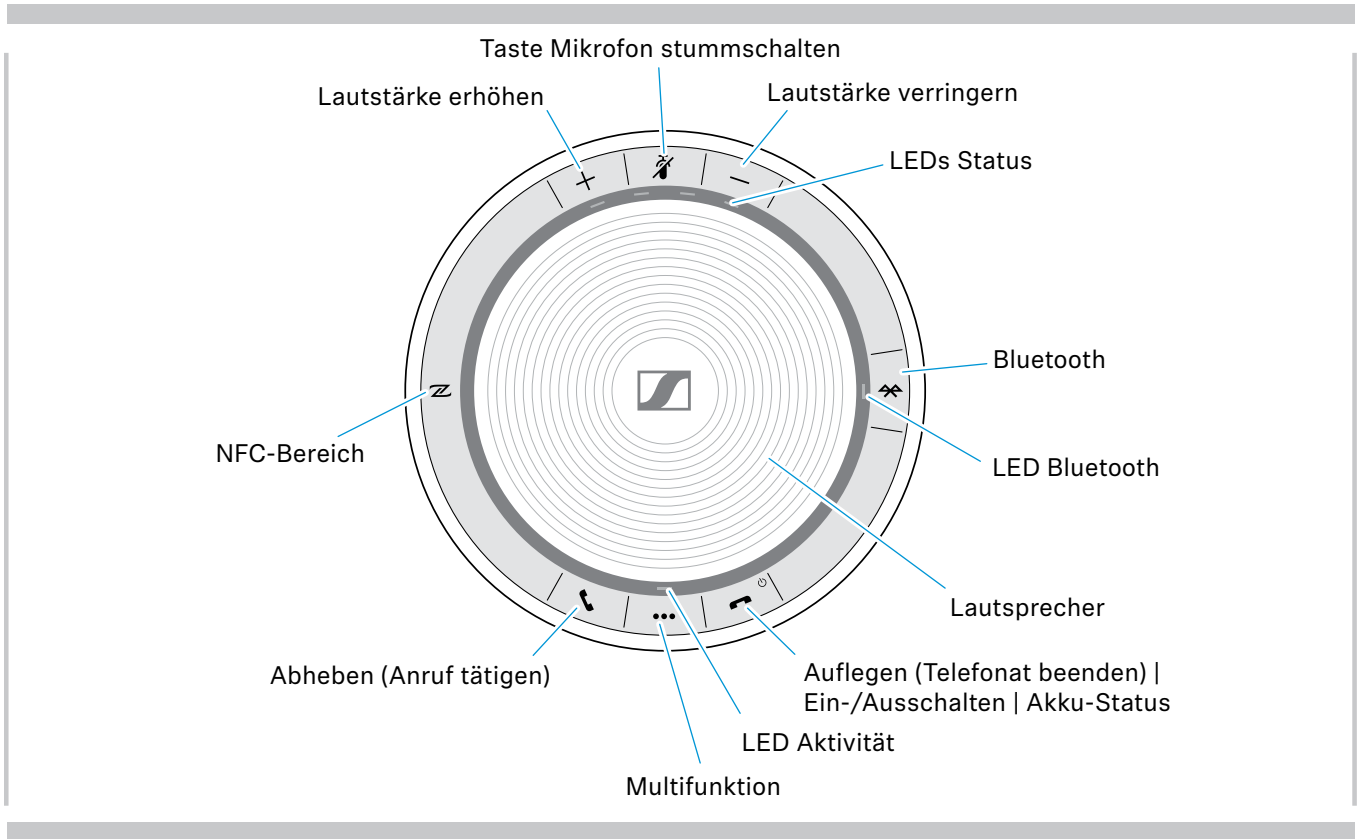 Taste Mikrofon stummschalten
Lautstärke erhöhen
Lautstärke verringern
LEDs Status
Bluetooth
NFC-Bereich
LED Bluetooth
Lautsprecher
Abheben (Anruf tätigen)
Auflegen (Telefonat beenden) |
Ein-/Ausschalten | Akku-Status
LED Aktivität
Multifunktion